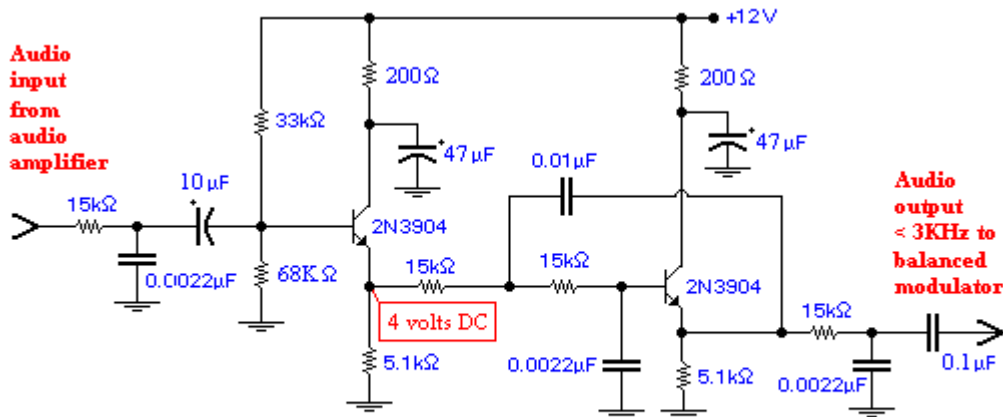 +12V
Audio
input
from
audio
amplifier
200Ω
200Ω
33kΩ
47µF
47µF
0.01µF
10µF
15kΩ
2N3904
Audio
output
< 3KHz to
balanced
modulator
0.0022µF
68KΩ
15kΩ
15kΩ
2N3904
15kΩ
4 volts DC
5.1kΩ
0.0022µF
5.1kΩ
0.0022µF
0.1µF